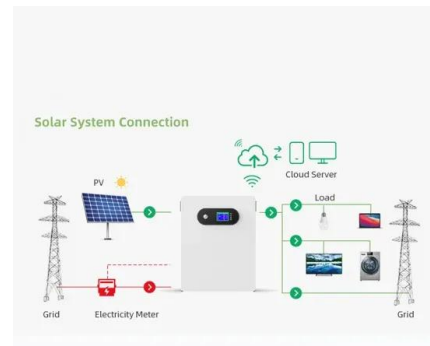 Solar System Connection
Cloud Server
PV
Load
Grid
Electricity Meter
Grid